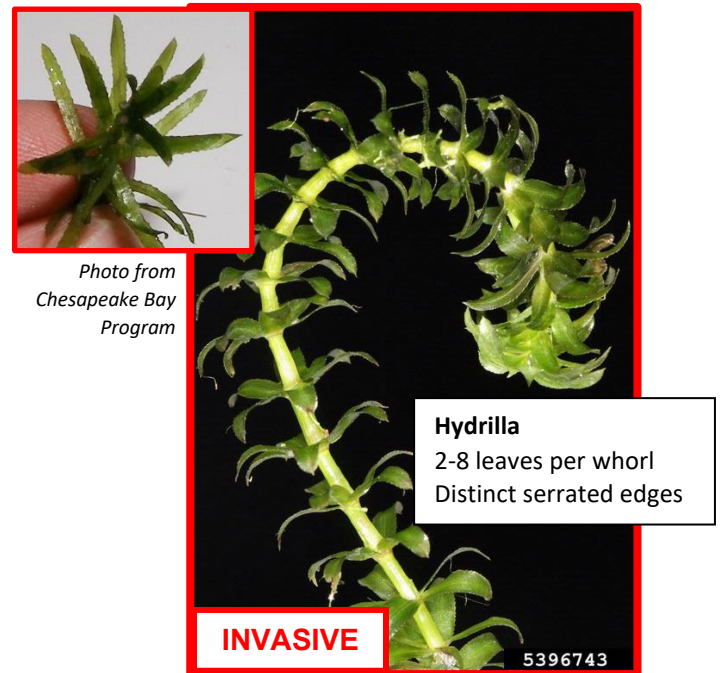 Photo from
Chesapeake Bay
Program
Hydrilla
2-8 leaves per whorl
Distinct serrated edges
INVASIVE
5396743